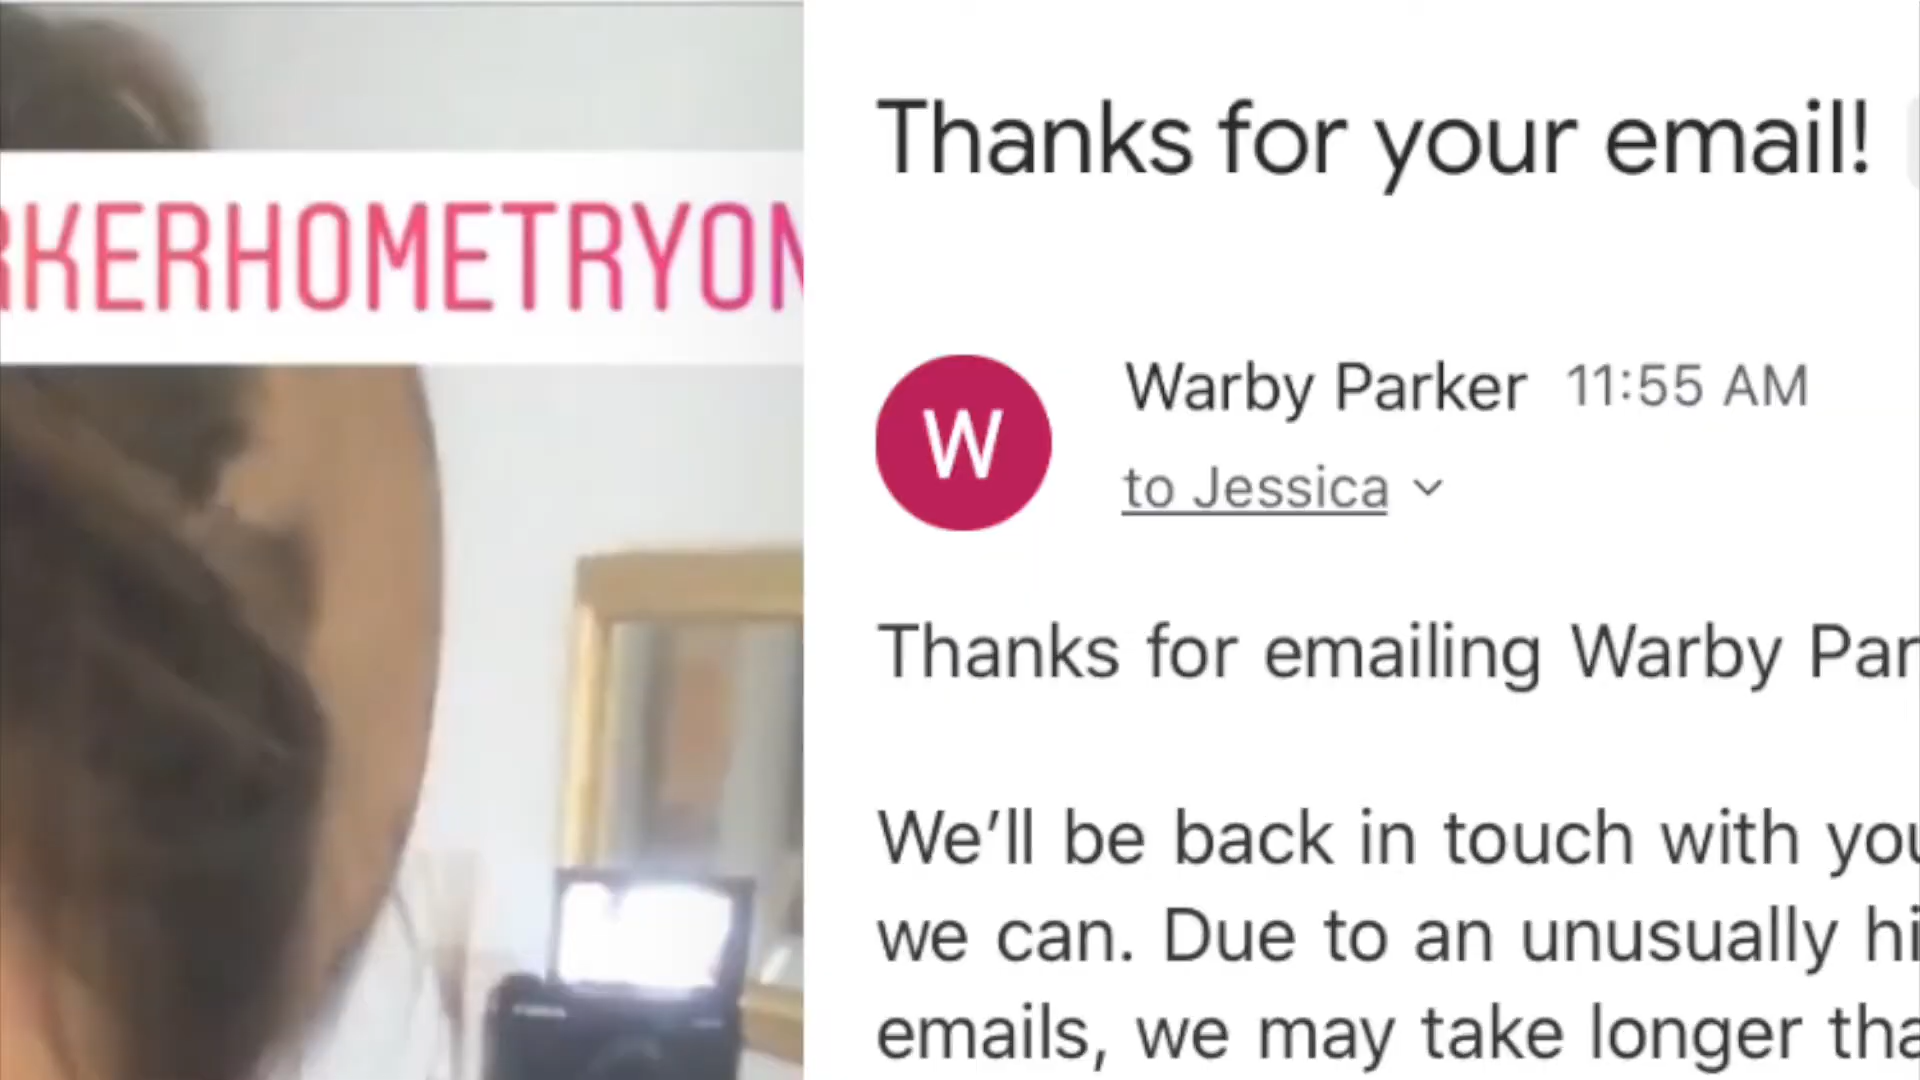 RKERHOMETRYON
Thanks for your email!
W
Warby Parker 11:55 AM
to Jessica
Thanks for emailing Warby Par
We'll be back in touch with you
we can. Due to an unusually hi
emails, we may take longer tha